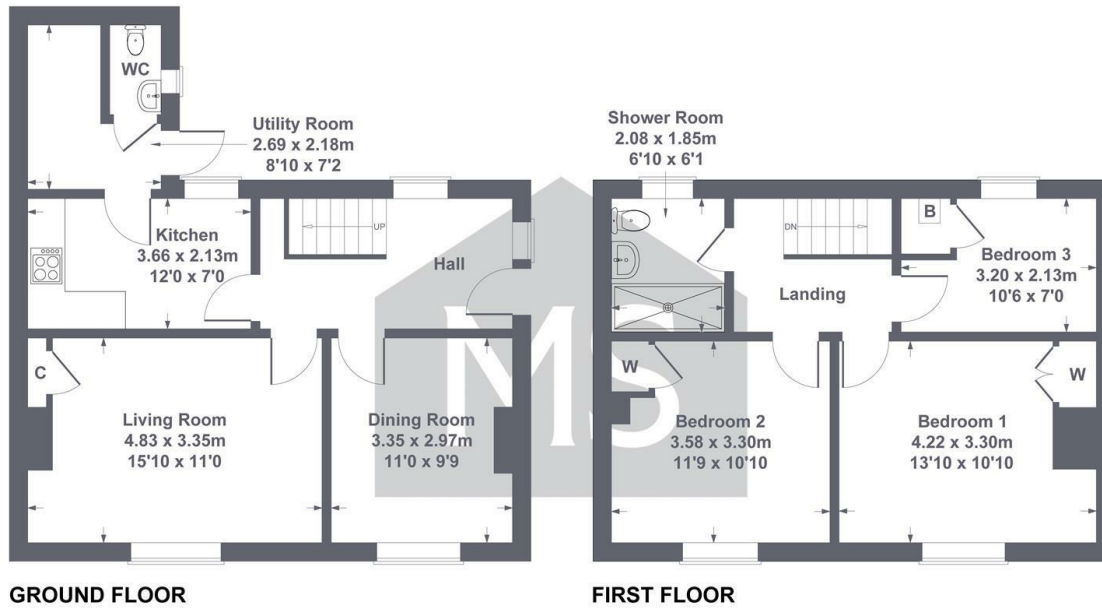 WC
Utility Room
2.69 x 2.18m
8'10 x 7'2
Kitchen
3.66 x 2.13m
12'0 x 7'0
UP
Hall
C
Living Room
4.83 x 3.35m
15'10 x 11'0
Dining Room
3.35 x 2.97m
11'0 x 9'9
MS
GROUND FLOOR
Shower Room
2.08 x 1.85m
6'10 x 6'1
DN
Landing
B
Bedroom 3
3.20 x 2.13m
10'6 x 7'0
W
Bedroom 2
3.58 x 3.30m
11'9 x 10'10
Bedroom 1
4.22 x 3.30m
13'10 x 10'10
W
FIRST FLOOR